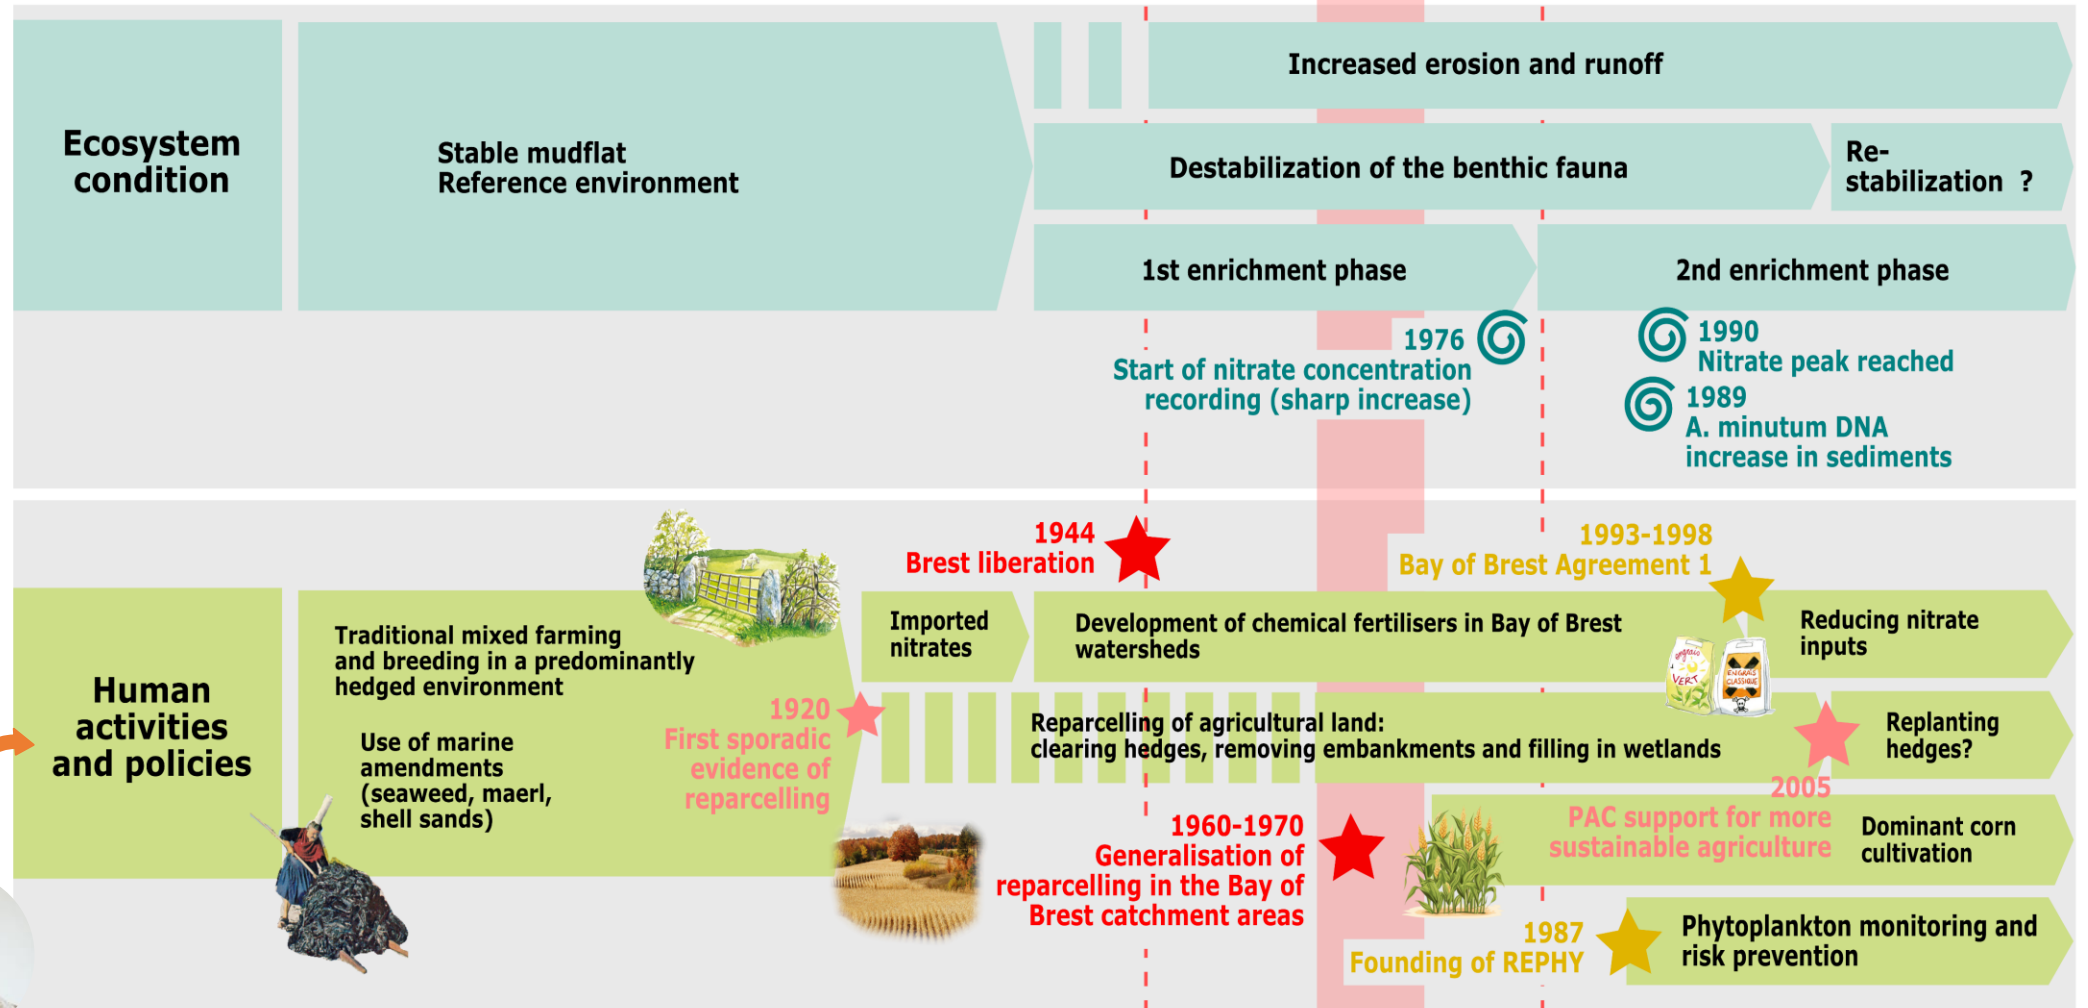 Ecosystem
condition
Stable mudflat
Reference environment
Increased erosion and runoff
Destabilization of the benthic fauna
Re-
stabilization ?
1st enrichment phase
2nd enrichment phase
1976
Start of nitrate concentration
recording (sharp increase)
1990
Nitrate peak reached
1989
A. minutum DNA
increase in sediments
Human
activities
and policies
Traditional mixed farming
and breeding in a predominantly
hedged environment
Use of marine
amendments
(seaweed, maerl,
shell sands)
1944
Brest liberation
1993-1998
Bay of Brest Agreement 1
Imported
nitrates
Development of chemical fertilisers in Bay of Brest
watersheds
Reducing nitrate
inputs
engrais
VERT
ENGRAIS
CLASSIQUE
1920
First sporadic
evidence of
reparcelling
Reparcelling of agricultural land:
clearing hedges, removing embankments and filling in wetlands
Replanting
hedges?
2005
PAC support for more
sustainable agriculture
1960-1970
Generalisation of
reparcelling in the Bay of
Brest catchment areas
Dominant corn
cultivation
1987
Founding of REPHY
Phytoplankton monitoring and
risk prevention